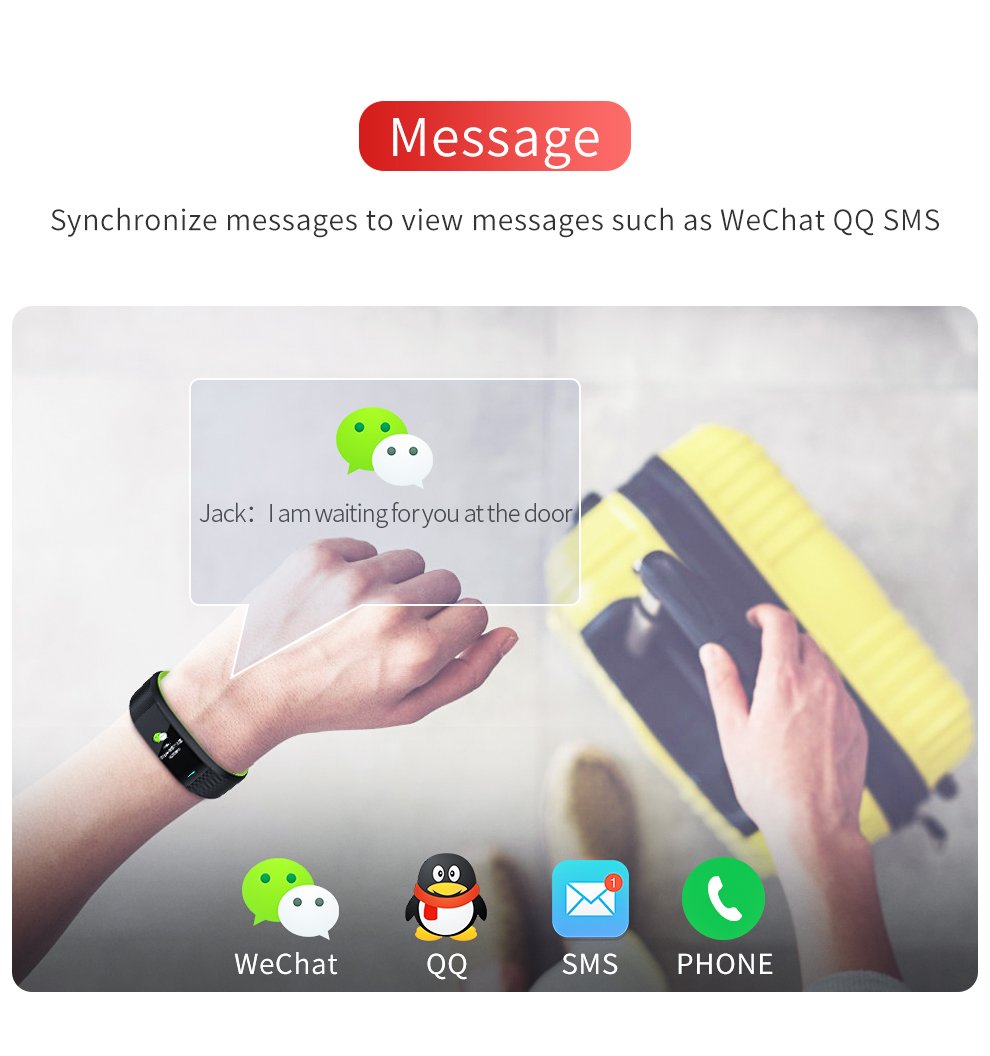 Message
Synchronize messages to view messages such as WeChat QQ SMS
Jack：I am waiting for you at the door
1
WeChat
QQ
SMS
PHONE